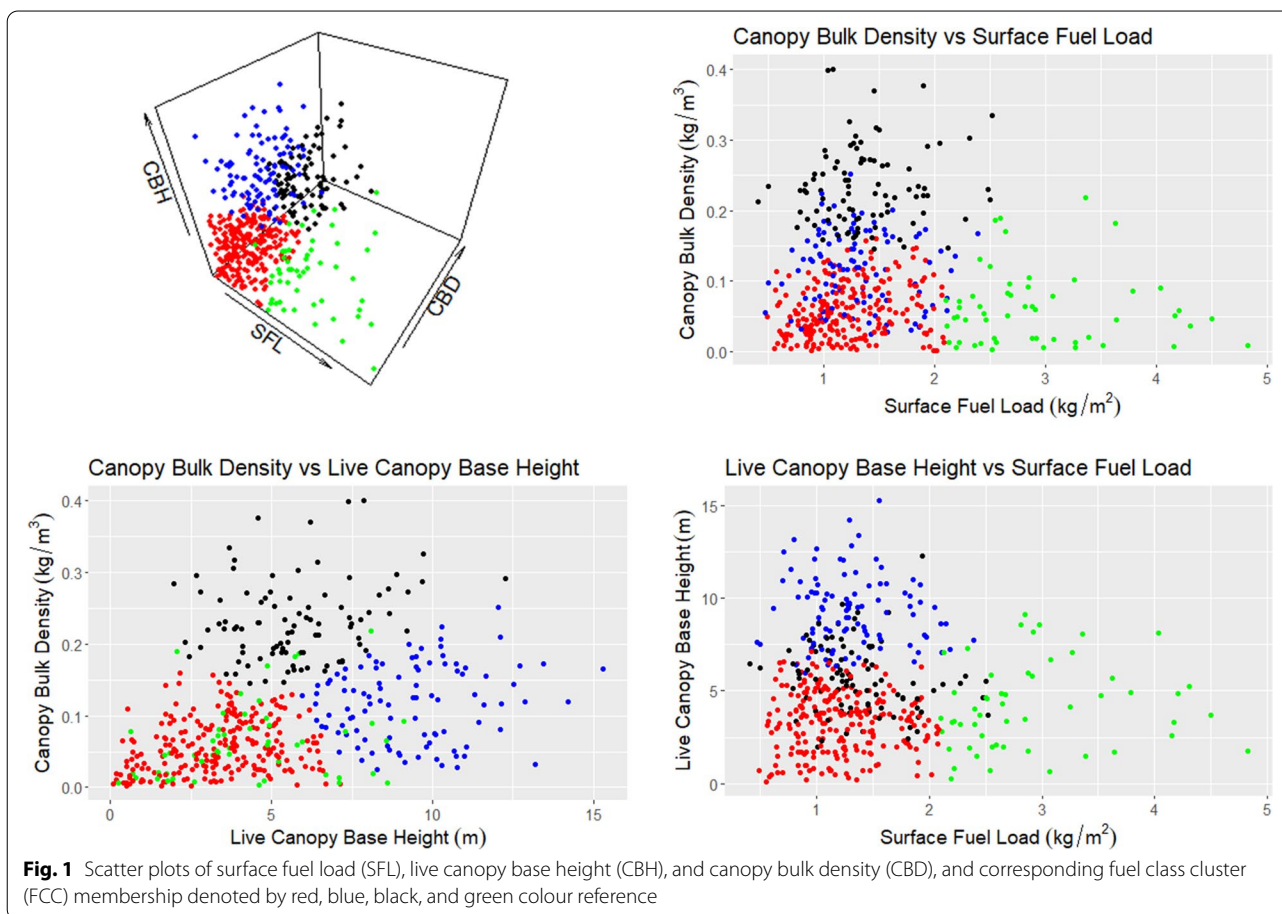 CBH
SFL
CBD
Canopy Bulk Density vs Surface Fuel Load
Canopy Bulk Density (kg/m³)
0.4
0.3
0.2
0.1
0.0
1 2 3 4 5
Surface Fuel Load (kg/m²)
Canopy Bulk Density vs Live Canopy Base Height
Canopy Bulk Density (kg/m³)
0.4
0.3
0.2
0.1
0.0
0 5 10 15
Live Canopy Base Height (m)
Live Canopy Base Height vs Surface Fuel Load
Live Canopy Base Height (m)
15
10
5
0
1 2 3 4 5
Surface Fuel Load (kg/m²)
Fig. 1 Scatter plots of surface fuel load (SFL), live canopy base height (CBH), and canopy bulk density (CBD), and corresponding fuel class cluster
(FCC) membership denoted by red, blue, black, and green colour reference